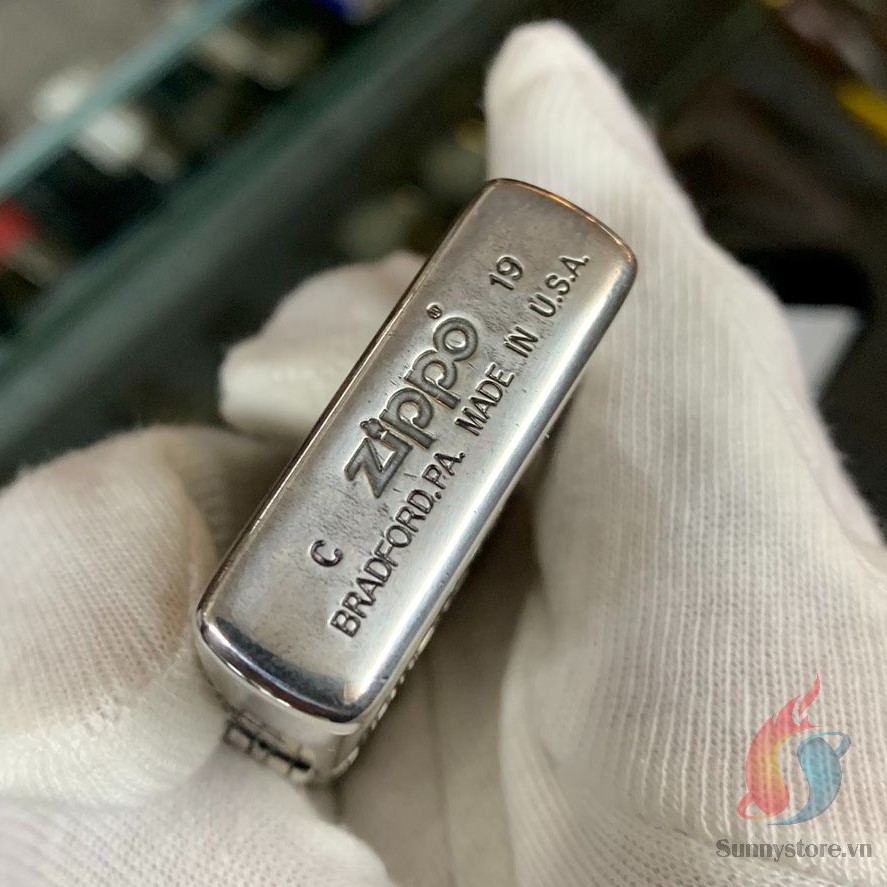 C zippo® 19
BRADFORD,PA. MADE IN U.S.A.
Sunnystore.vn